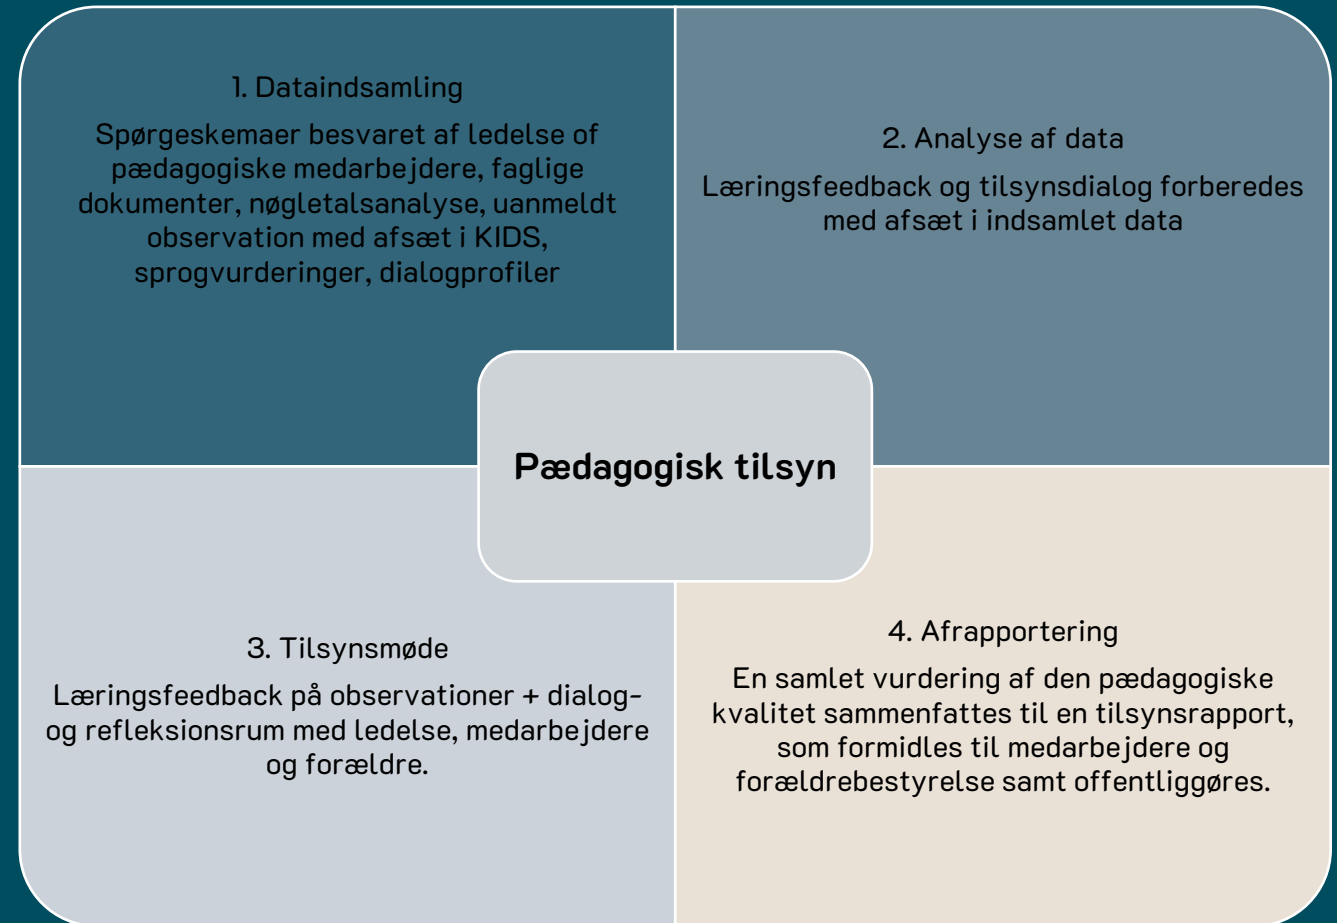 1. Dataindsamling
Spørgeskemaer besvaret af ledelse of
pædagogiske medarbejdere, faglige
dokumenter, nøgletalsanalyse, uanmeldt
observation med afsæt i KIDS,
sprogvurderinger, dialogprofiler
2. Analyse af data
Læringsfeedback og tilsynsdialog forberedes
med afsæt i indsamlet data
Pædagogisk tilsyn
3. Tilsynsmøde
Læringsfeedback på observationer + dialog-
og refleksionsrum med ledelse, medarbejdere
og forældre.
4. Afrapportering
En samlet vurdering af den pædagogiske
kvalitet sammenfattes til en tilsynsrapport,
som formidles til medarbejdere og
forældrebestyrelse samt offentliggøres.